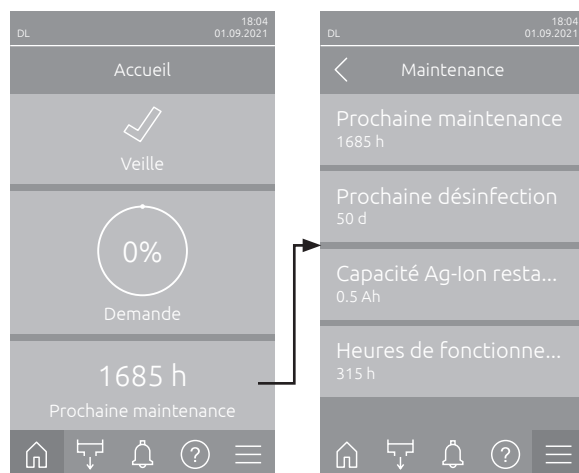 18:04
DL 01.09.2021
Accueil
Veille
0%
Demande
1685 h
Prochaine maintenance
?
18:04
DL 01.09.2021
Maintenance
Prochaine maintenance
1685 h
Prochaine désinfection
50 d
Capacité Ag-Ion resta...
0.5 Ah
Heures de fonctionne...
315 h
?